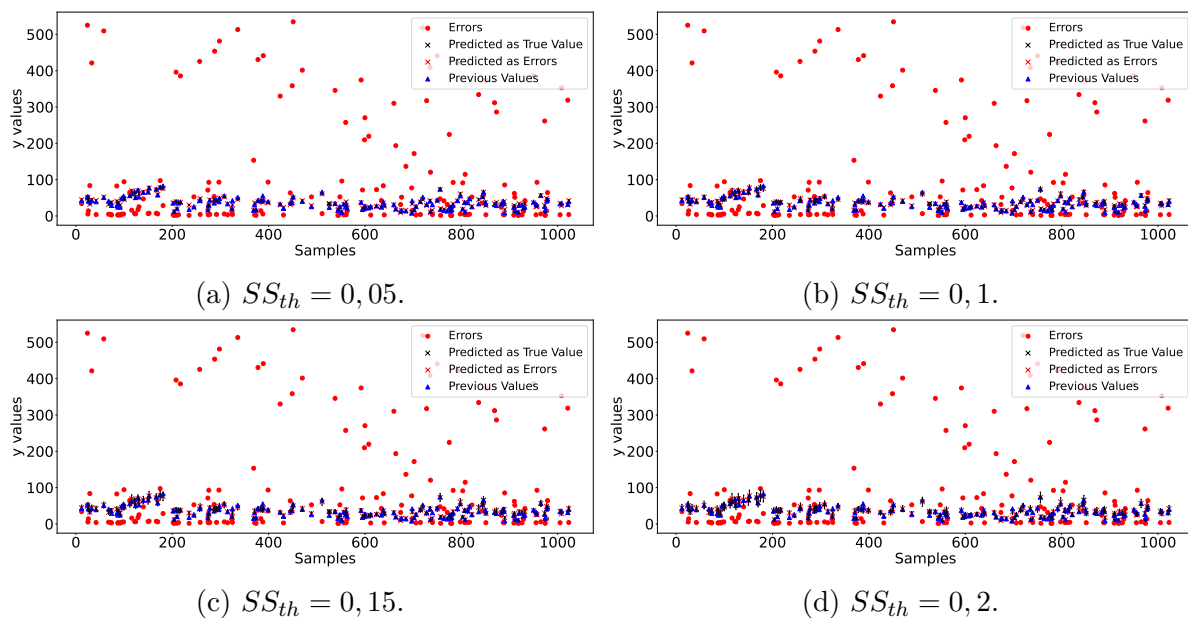 500
400
300
200
100
0
y values
0
200
400
600
800
1000
Samples
Errors
Predicted as True Value
Predicted as Errors
Previous Values
(a) SS_th = 0, 05.
500
400
300
200
100
0
y values
0
200
400
600
800
1000
Samples
Errors
Predicted as True Value
Predicted as Errors
Previous Values
(b) SS_th = 0, 1.
500
400
300
200
100
0
y values
0
200
400
600
800
1000
Samples
Errors
Predicted as True Value
Predicted as Errors
Previous Values
(c) SS_th = 0, 15.
500
400
300
200
100
0
y values
0
200
400
600
800
1000
Samples
Errors
Predicted as True Value
Predicted as Errors
Previous Values
(d) SS_th = 0, 2.